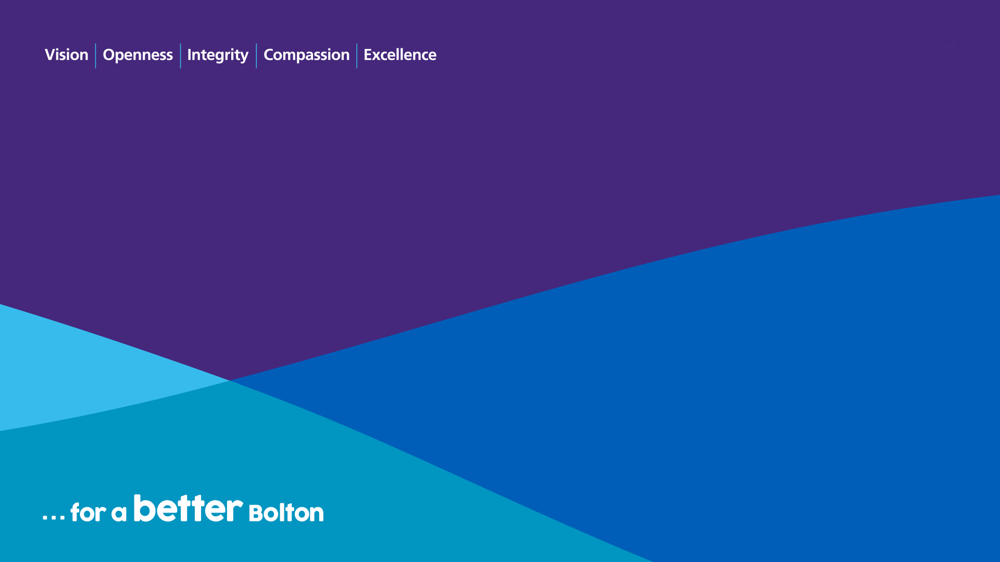 Vision | Openness | Integrity | Compassion | Excellence
...for a better Bolton